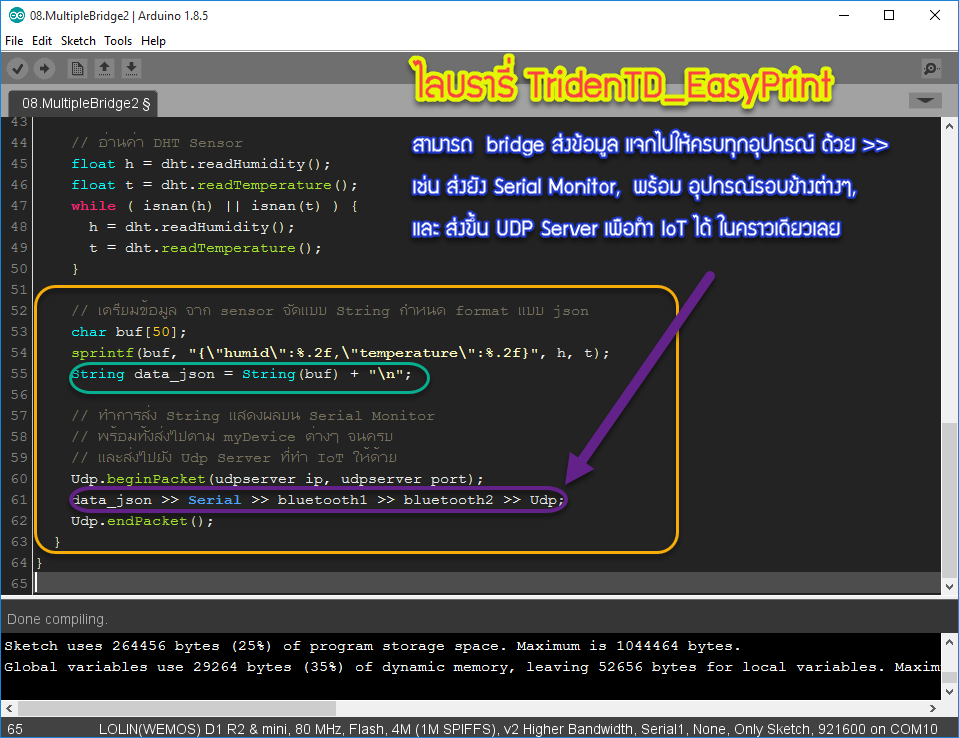 08.MultipleBridge2 | Arduino 1.8.5
File Edit Sketch Tools Help
ไลบรารี่ TridenTD_EasyPrint
08.MultipleBridge2 §
สามารถ bridge ส่งข้อมูล แจกไปให้ครบทุกอุปกรณ์ ด้วย >>
เช่น ส่งยัง Serial Monitor, พร้อม อุปกรณ์รอบข้างต่างๆ,
และ ส่งขึ้น UDP Server เพื่อทำ IoT ได้ ในคราวเดียวเลย
43
44 // อ่านค่า DHT Sensor
45 float h = dht.readHumidity();
46 float t = dht.readTemperature();
47 while ( isnan(h) || isnan(t) ) {
48 h = dht.readHumidity();
49 t = dht.readTemperature();
50 }
51
52 // เตรียมข้อมูล จาก sensor จัดแบบ String กำหนด format แบบ json
53 char buf[50];
54 sprintf(buf, "{\"humid\":%.2f,\"temperature\":%.2f}", h, t);
55 String data_json = String(buf) + "\n";
56
57 // ทำการส่ง String แสดงผลบน Serial Monitor
58 // พร้อมทั้งส่งไปตาม myDevice ต่างๆ จนครบ
59 // และส่งไปยัง Udp Server ที่ทำ IoT ให้ด้วย
60 Udp.beginPacket(udpserver_ip, udpserver_port);
61 data_json >> Serial >> bluetooth1 >> bluetooth2 >> Udp;
62 Udp.endPacket();
63 }
64 }
65
Done compiling.
Sketch uses 264456 bytes (25%) of program storage space. Maximum is 1044464 bytes.
Global variables use 29264 bytes (35%) of dynamic memory, leaving 52656 bytes for local variables. Maxim
65 LOLIN(WEMOS) D1 R2 & mini, 80 MHz, Flash, 4M (1M SPIFFS), v2 Higher Bandwidth, Serial1, None, Only Sketch, 921600 on COM10